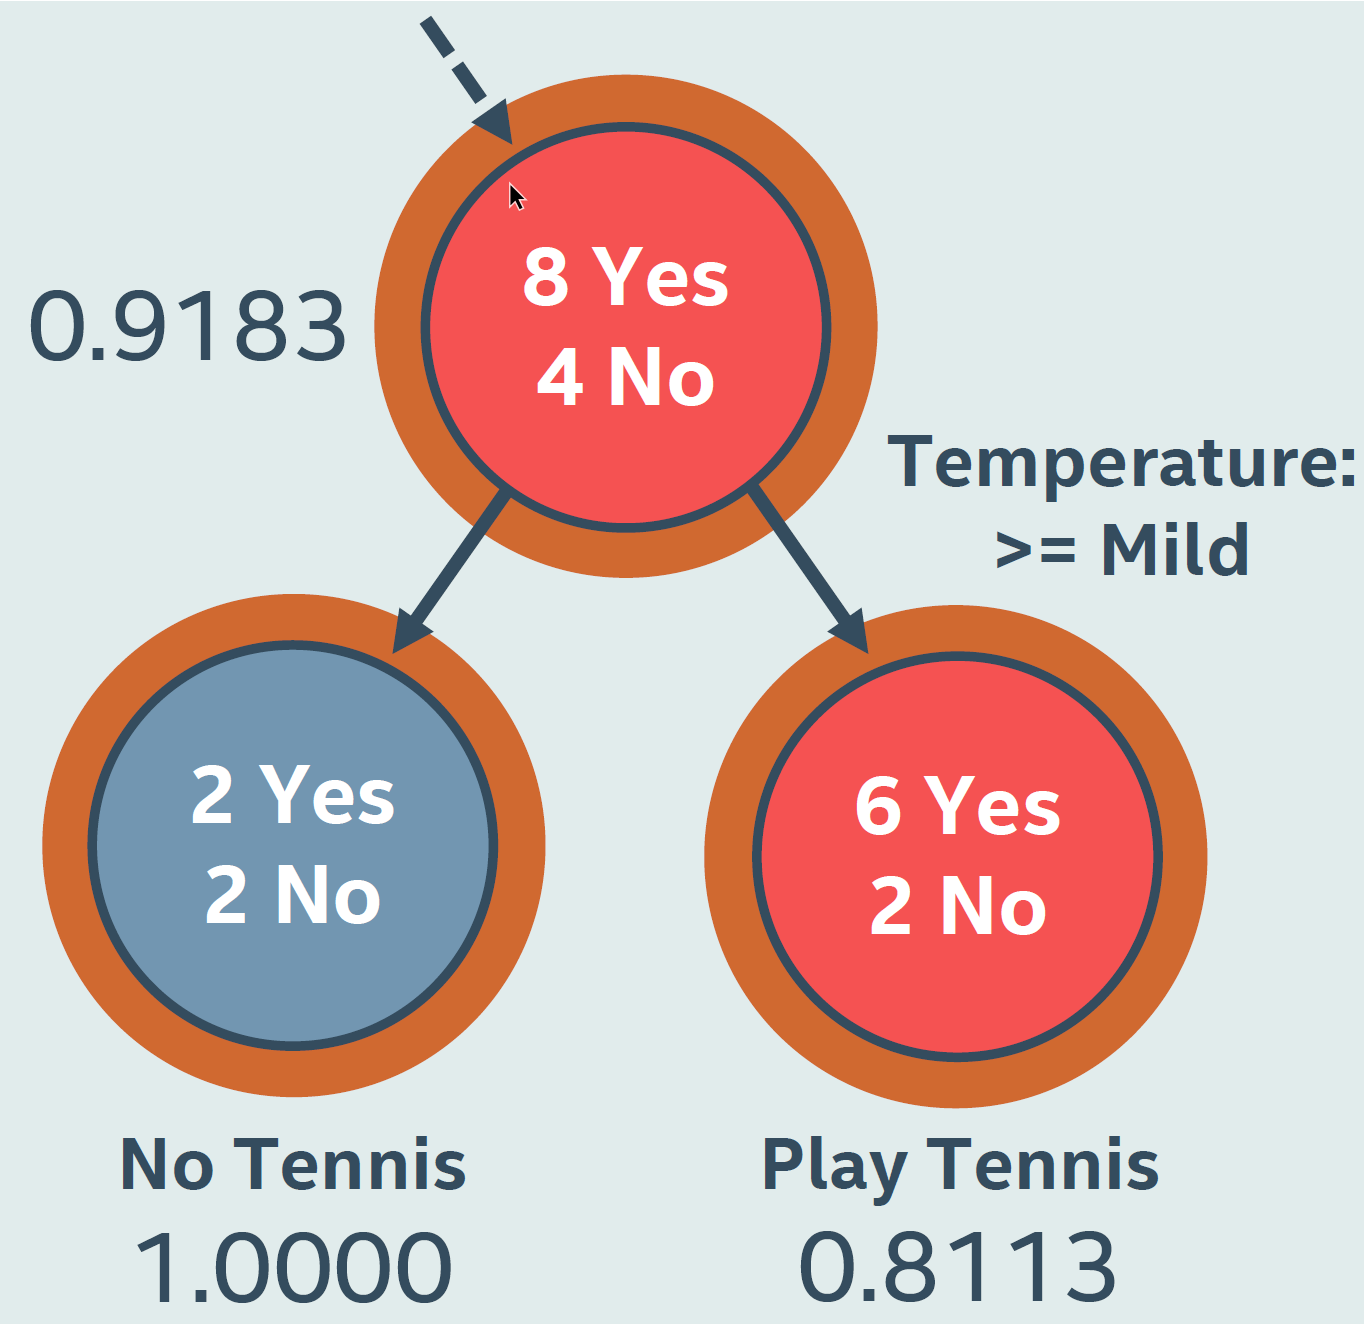 8 Yes
4 No
0.9183
Temperature:
>= Mild
2 Yes
2 No
6 Yes
2 No
No Tennis
1.0000
Play Tennis
0.8113